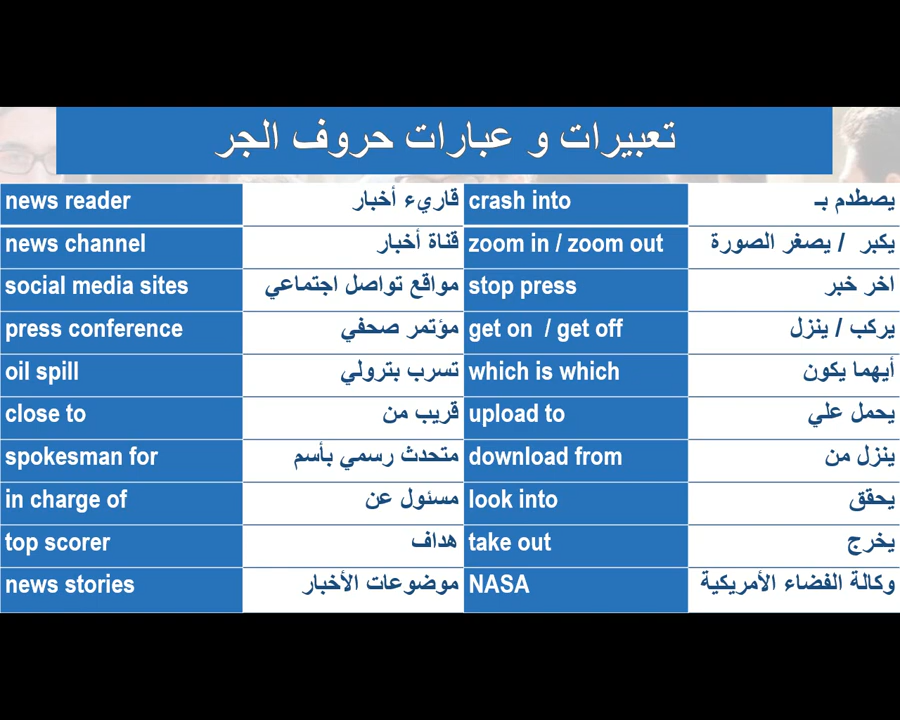 تعبيرات و عبارات حروف الجر
news reader قاريء أخبار crash into يصطدم بـ
news channel قناة أخبار zoom in / zoom out يكبر / يصغر الصورة
social media sites مواقع تواصل اجتماعي stop press اخر خبر
press conference مؤتمر صحفي get on / get off يركب / ينزل
oil spill تسرب بترولي which is which أيهما يكون
close to قريب من upload to يحمل علي
spokesman for متحدث رسمي بأسم download from ينزل من
in charge of مسئول عن look into يحقق
top scorer هداف take out يخرج
news stories موضوعات الأخبار NASA وكالة الفضاء الأمريكية